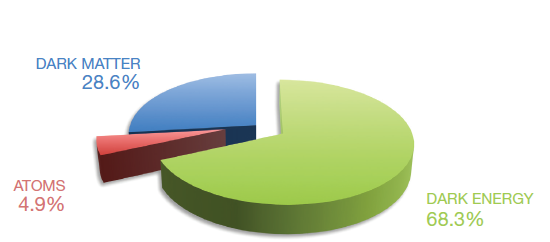 DARK MATTER
28.6%
ATOMS
4.9%
DARK ENERGY
68.3%